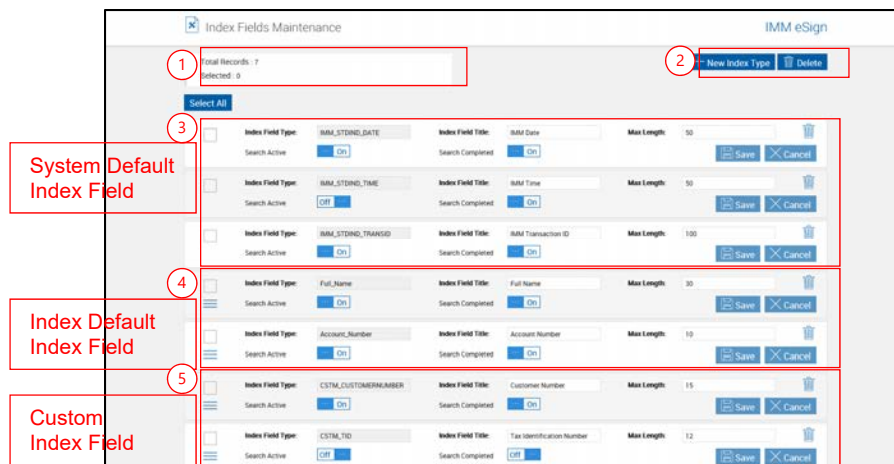 Index Fields Maintenance IMM eSign
1 Total Records : 7
Selected : 0
2 New Index Type Delete
Select All
3
Index Field Type: IMM_STDIND_DATE Index Field Title: IMM Date Max Length: 50
Search Active On Search Completed On Save Cancel
System Default
Index Field
Index Field Type: IMM_STDIND_TIME Index Field Title: IMM Time Max Length: 50
Search Active Off Search Completed On Save Cancel
Index Field Type: IMM_STDIND_TRANSID Index Field Title: IMM Transaction ID Max Length: 100
Search Active On Search Completed On Save Cancel
4
Index Field Type: Full_Name Index Field Title: Full Name Max Length: 30
Search Active On Search Completed On Save Cancel
Index Default
Index Field
Index Field Type: Account_Number Index Field Title: Account Number Max Length: 10
Search Active On Search Completed On Save Cancel
5
Index Field Type: CSTM_CUSTOMERNUMBER Index Field Title: Customer Number Max Length: 15
Search Active On Search Completed On Save Cancel
Custom
Index Field
Index Field Type: CSTM_TID Index Field Title: Tax Identification Number Max Length: 12
Search Active Off Search Completed Off Save Cancel